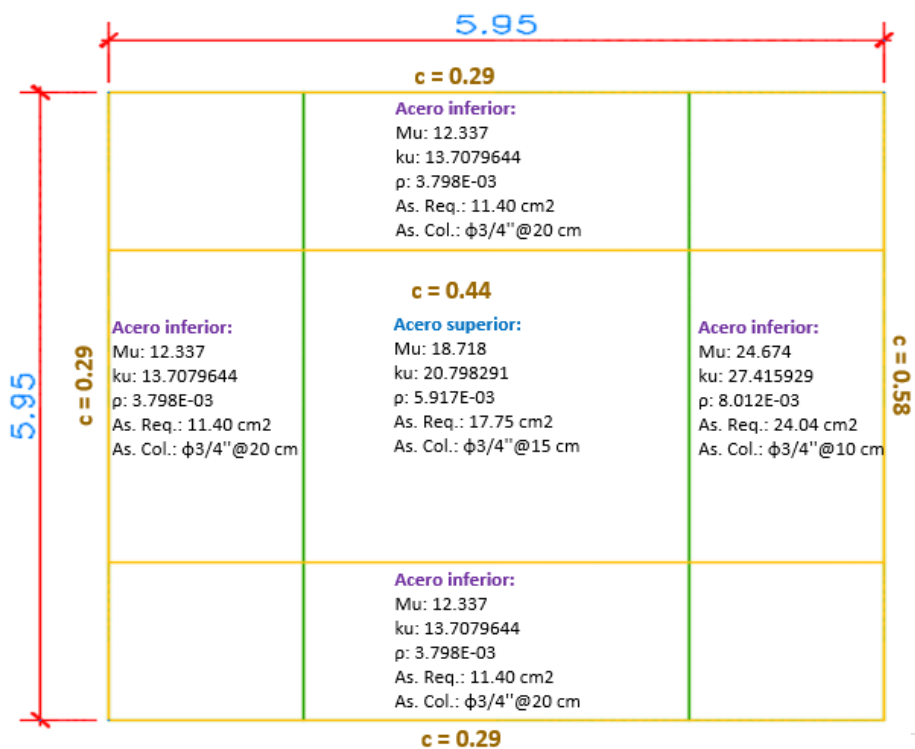 5.95
c = 0.29
Acero inferior:
Mu: 12.337
ku: 13.7079644
ρ: 3.798E-03
As. Req.: 11.40 cm2
As. Col.: ф3/4"@20 cm
5.95
c = 0.29
Acero inferior:
Mu: 12.337
ku: 13.7079644
ρ: 3.798E-03
As. Req.: 11.40 cm2
As. Col.: ф3/4"@20 cm
c = 0.44
Acero superior:
Mu: 18.718
ku: 20.798291
ρ: 5.917E-03
As. Req.: 17.75 cm2
As. Col.: ф3/4"@15 cm
Acero inferior:
Mu: 24.674
ku: 27.415929
ρ: 8.012E-03
As. Req.: 24.04 cm2
As. Col.: ф3/4"@10 cm
c = 0.58
Acero inferior:
Mu: 12.337
ku: 13.7079644
ρ: 3.798E-03
As. Req.: 11.40 cm2
As. Col.: ф3/4"@20 cm
c = 0.29